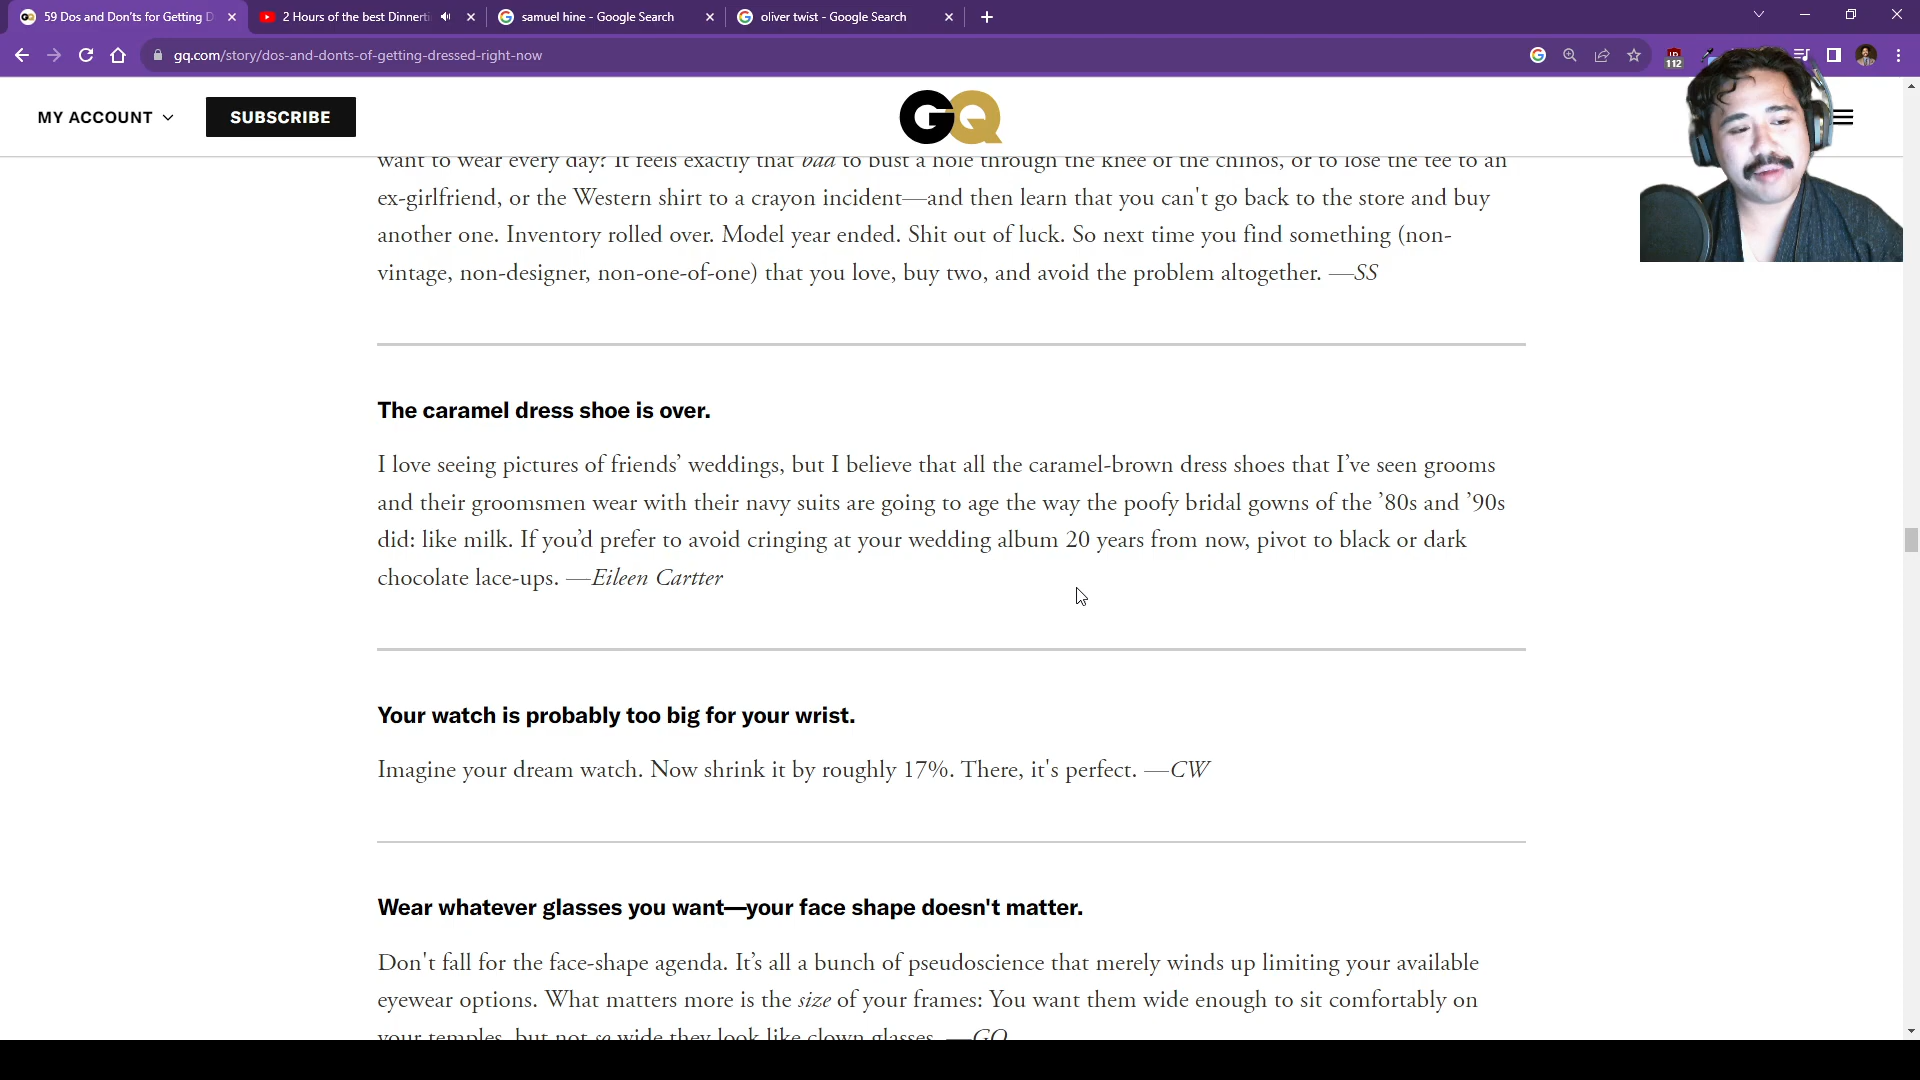 59 Dos and Don'ts for Getting D
2 Hours of the best Dinnerti
samuel hine - Google Search
oliver twist - Google Search
gq.com/story/dos-and-donts-of-getting-dressed-right-now
112
MY ACCOUNT
SUBSCRIBE
GQ
want to wear every day? It feels exactly that bad to bust a hole through the knee of the chinos, or to lose the tee to an
ex-girlfriend, or the Western shirt to a crayon incident—and then learn that you can't go back to the store and buy
another one. Inventory rolled over. Model year ended. Shit out of luck. So next time you find something (non-
vintage, non-designer, non-one-of-one) that you love, buy two, and avoid the problem altogether. —SS
The caramel dress shoe is over.
I love seeing pictures of friends’ weddings, but I believe that all the caramel-brown dress shoes that I’ve seen grooms
and their groomsmen wear with their navy suits are going to age the way the poofy bridal gowns of the ’80s and ’90s
did: like milk. If you’d prefer to avoid cringing at your wedding album 20 years from now, pivot to black or dark
chocolate lace-ups. —Eileen Cartter
Your watch is probably too big for your wrist.
Imagine your dream watch. Now shrink it by roughly 17%. There, it's perfect. —CW
Wear whatever glasses you want—your face shape doesn't matter.
Don't fall for the face-shape agenda. It’s all a bunch of pseudoscience that merely winds up limiting your available
eyewear options. What matters more is the size of your frames: You want them wide enough to sit comfortably on
your temples, but not so wide they look like clown glasses. —GO